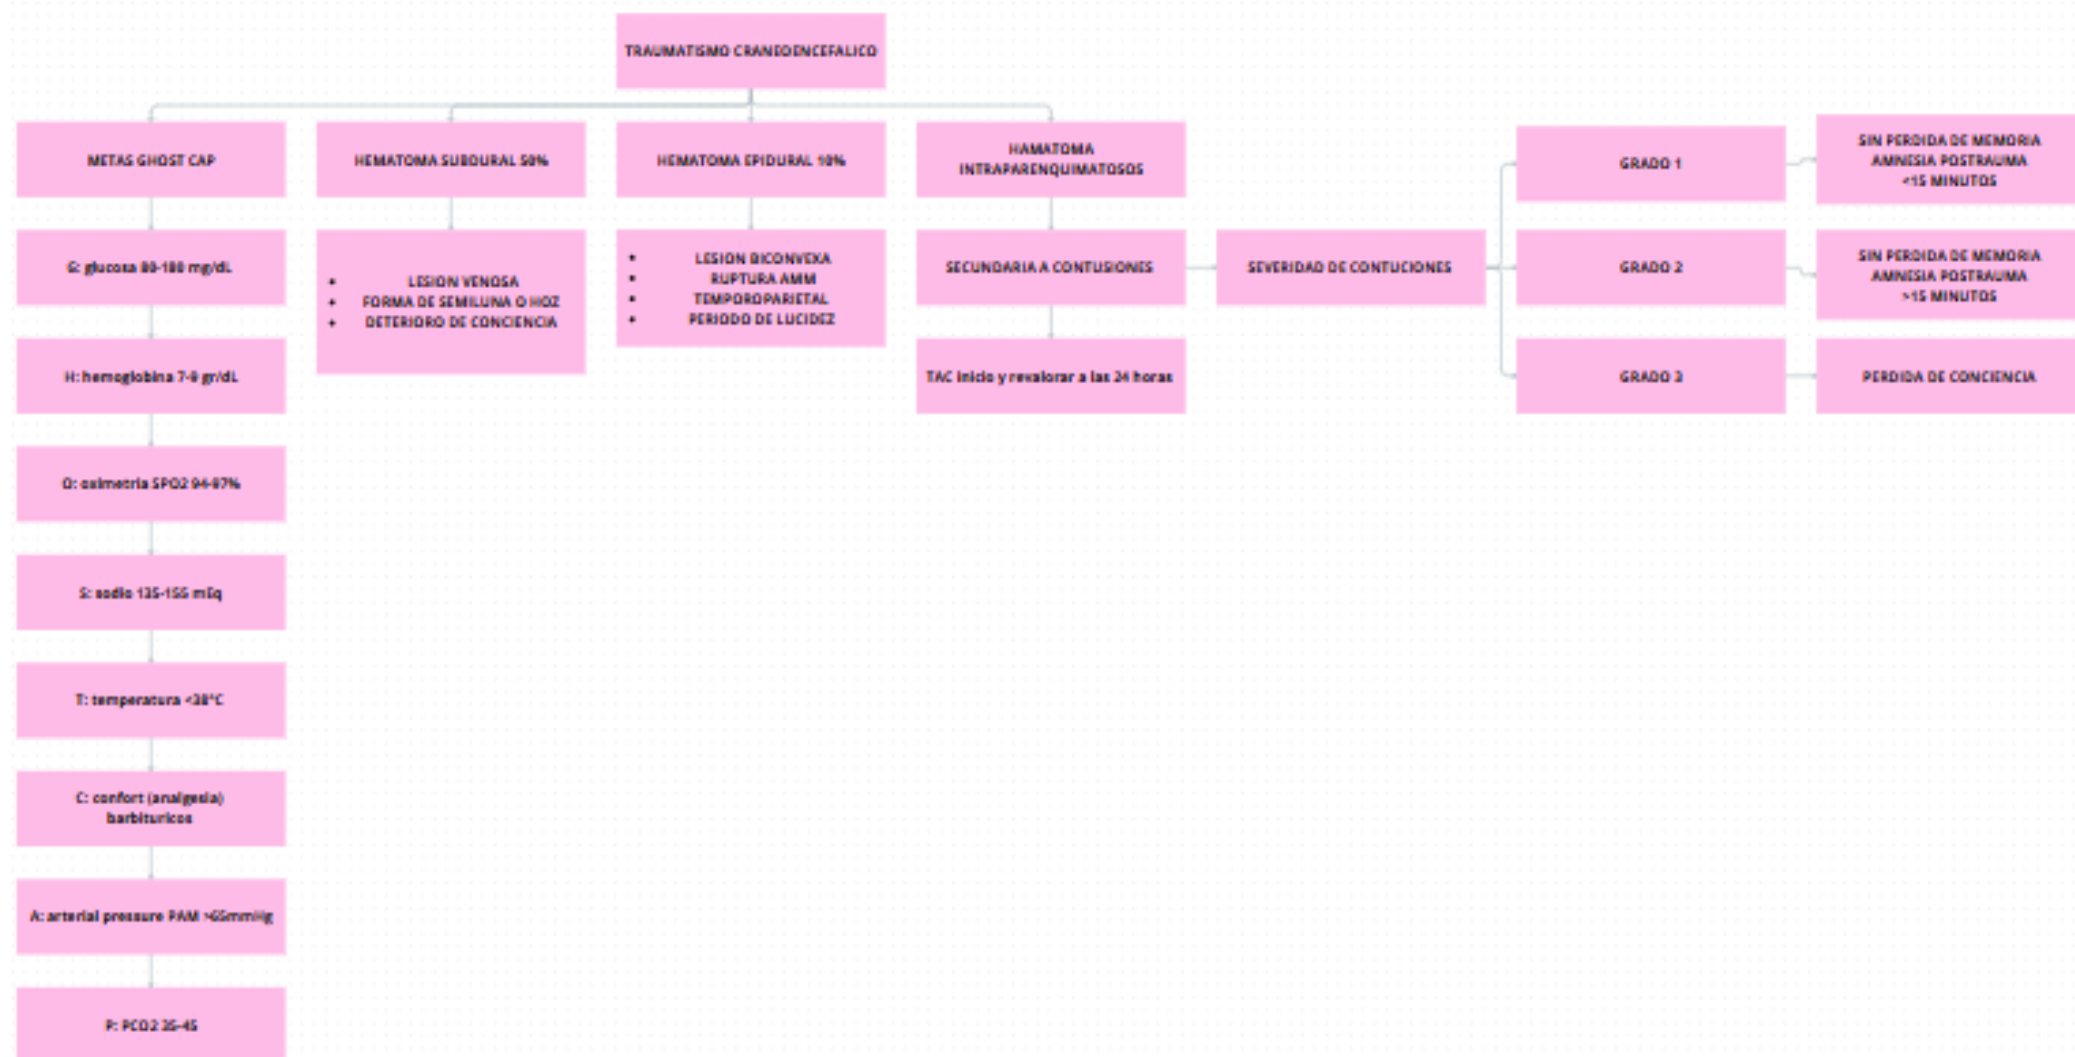 TRAUMATISMO CRANEOENCEFALICO
METAS GHOST CAP
G: glucosa 80-180 mg/dL
H: hemoglobina 7-9 gr/dL
O: oximetria SPO2 94-97%
S: sodio 135-155 mEq
T: temperatura <38°C
C: confort (analgesia)
barbituricos
A: arterial pressure PAM >65mmHg
P: PCO2 35-45
HEMATOMA SUBDURAL 50%
• LESION VENOSA
• FORMA DE SEMILUNA O HOZ
• DETERIORO DE CONCIENCIA
HEMATOMA EPIDURAL 10%
• LESION BICONVEXA
• RUPTURA AMM
• TEMPOROPARIETAL
• PERIODO DE LUCIDEZ
HAMATOMA
INTRAPARENQUIMATOSOS
SECUNDARIA A CONTUSIONES
TAC inicio y revalorar a las 24 horas
SEVERIDAD DE CONTUCIONES
GRADO 1
SIN PERDIDA DE MEMORIA
AMNESIA POSTRAUMA
<15 MINUTOS
GRADO 2
SIN PERDIDA DE MEMORIA
AMNESIA POSTRAUMA
>15 MINUTOS
GRADO 3
PERDIDA DE CONCIENCIA